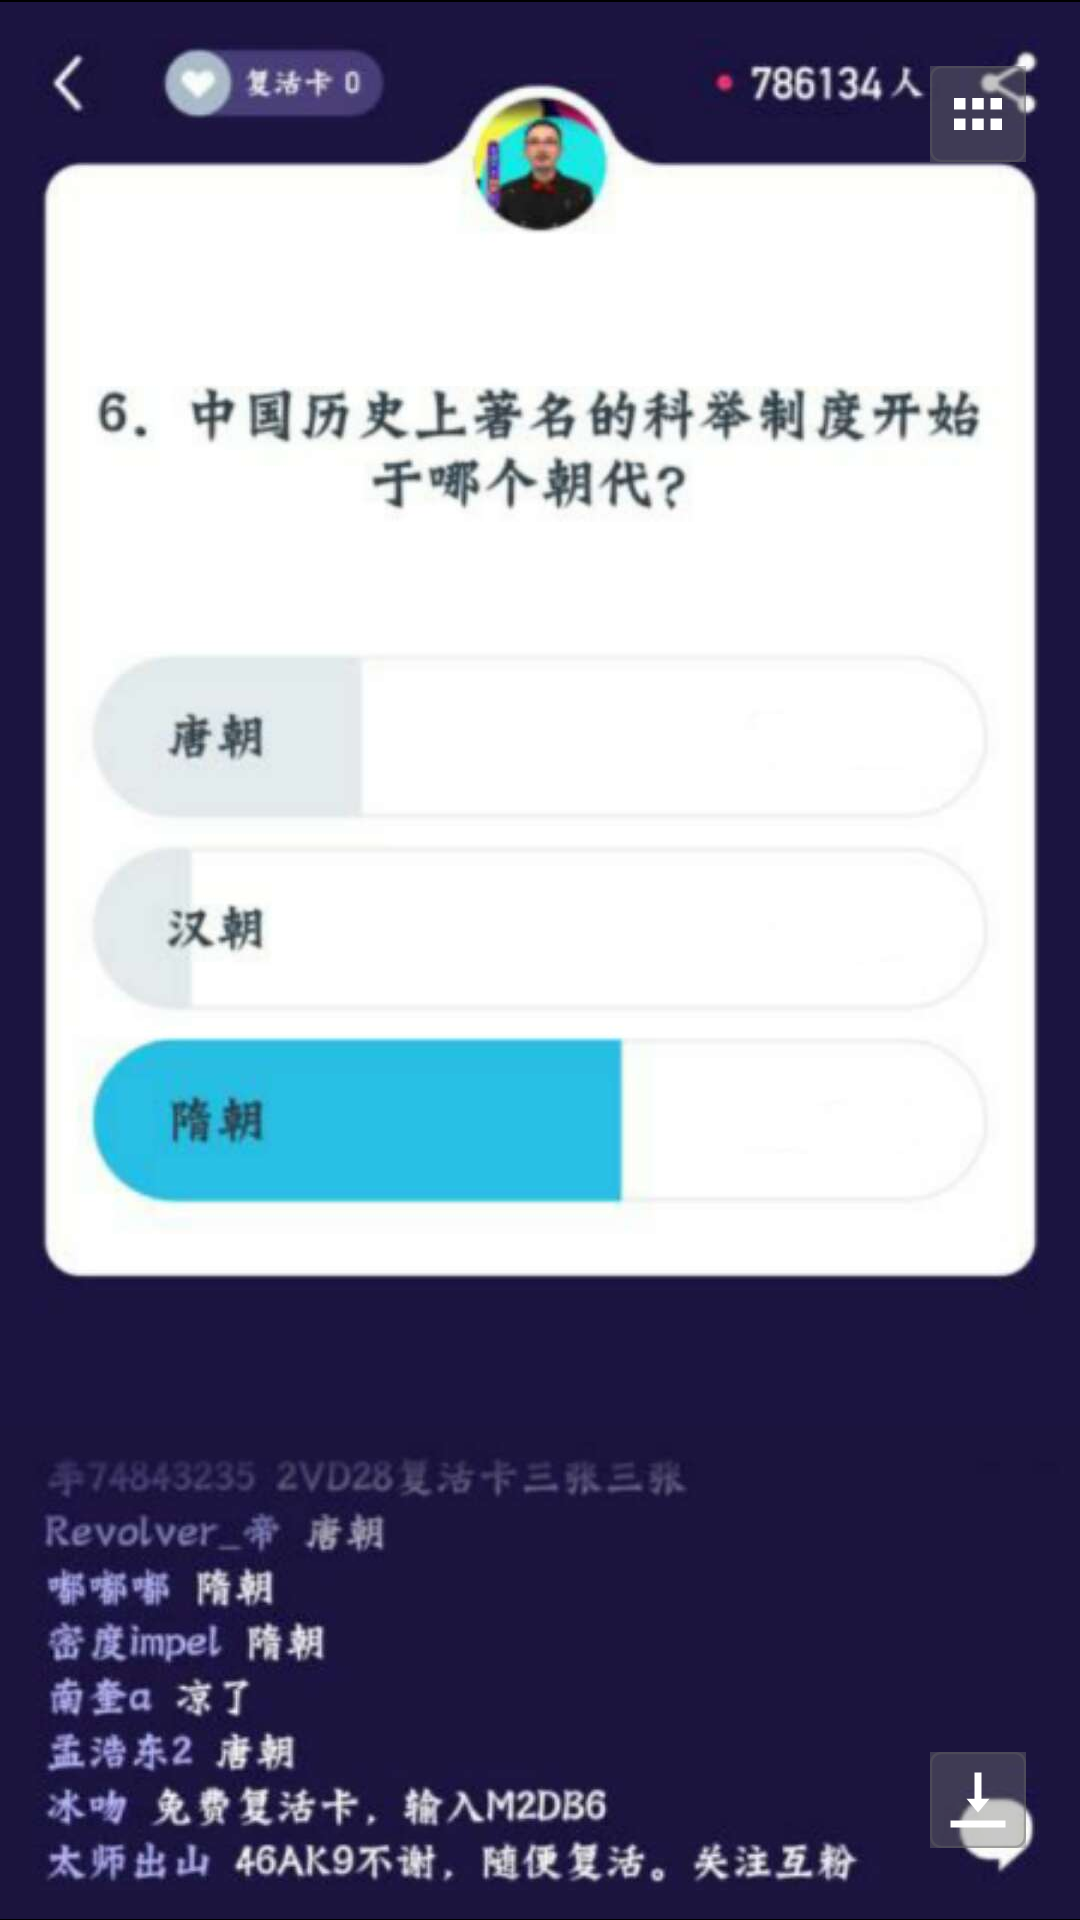 复活卡 0
786134人
6. 中国历史上著名的科举制度开始
于哪个朝代?
唐朝
汉朝
隋朝
74843235 2VD28复活卡三张三张
Revolver_帝 唐朝
嘟嘟嘟 隋朝
密度impel 隋朝
南奎a 凉了
孟浩东2 唐朝
冰吻 免费复活卡，输入M2DB6
太师出山 46AK9不谢，随便复活。关注互粉